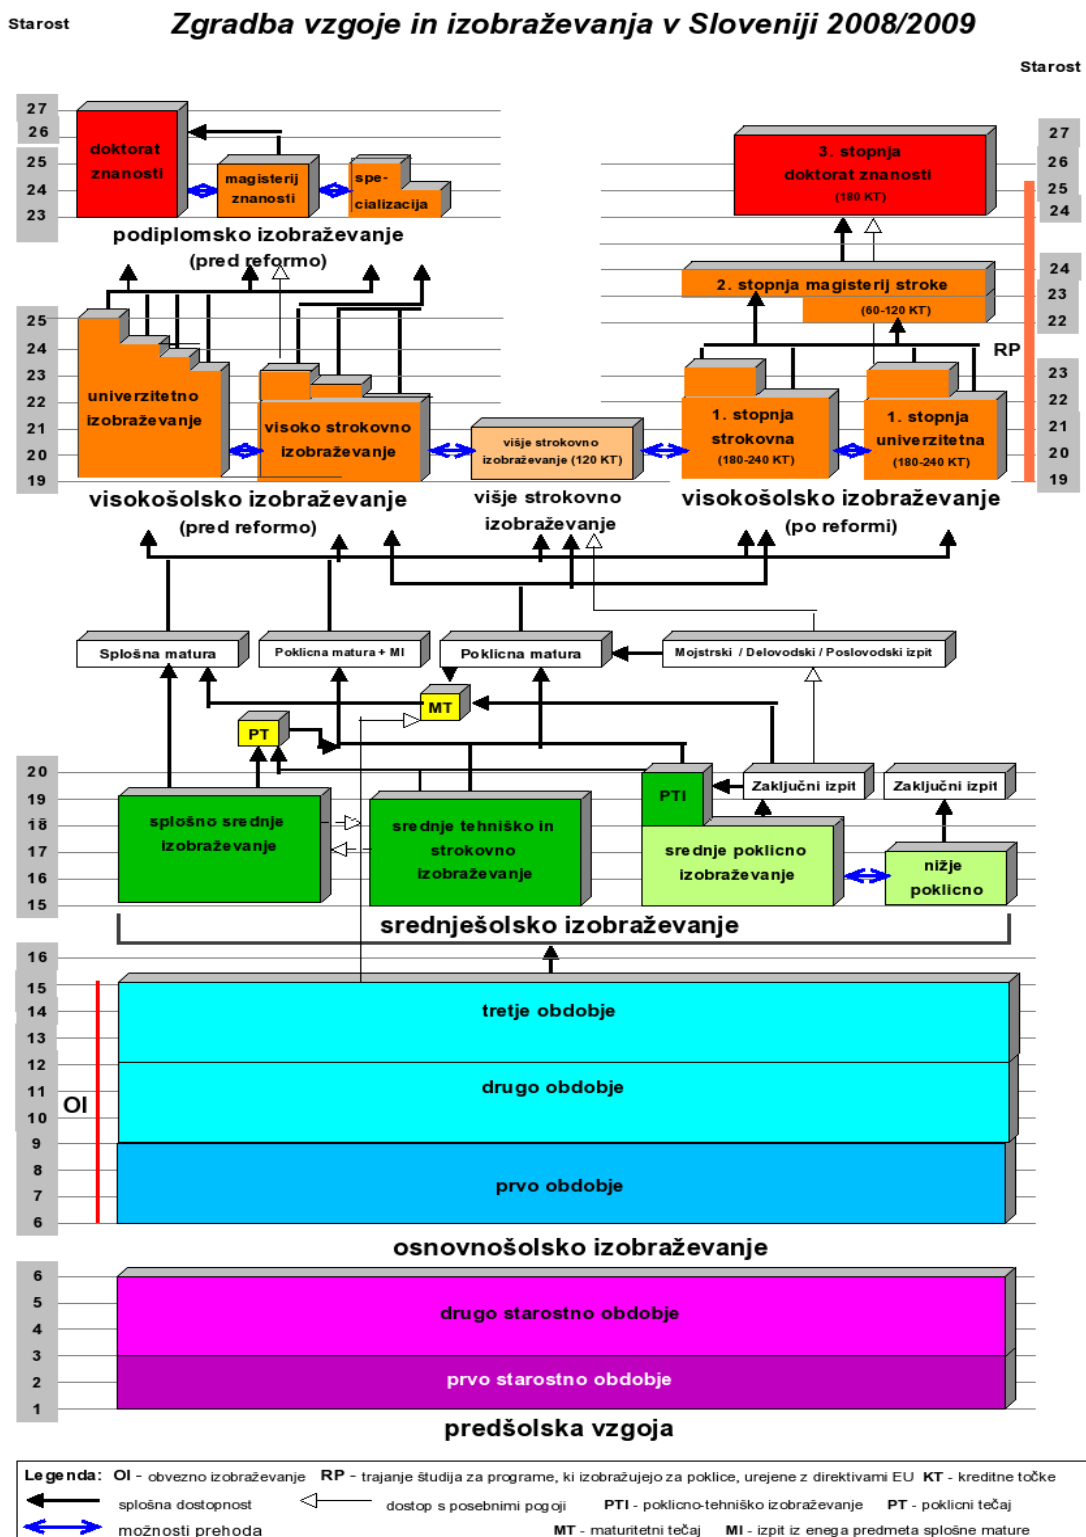 Starost
Zgradba vzgoje in izobraževanja v Sloveniji 2008/2009
Starost
27
26
25
24
23
doktorat
znanosti
magisterij
znanosti
spe-
cializacija
podiplomsko izobraževanje
(pred reformo)
27
26
25
24
3. stopnja
doktorat znanosti
(180 KT)
24
23
22
2. stopnja magisterij stroke
(60-120 KT)
RP
25
24
23
22
21
20
19
univerzitetno
izobraževanje
visoko strokovno
izobraževanje
višje strokovno
izobraževanje (120 KT)
1. stopnja
strokovna
(180-240 KT)
1. stopnja
univerzitetna
(180-240 KT)
23
22
21
20
19
visokošolsko izobraževanje
(pred reformo)
višje strokovno
izobraževanje
visokošolsko izobraževanje
(po reformi)
Splošna matura
Poklicna matura + MI
Poklicna matura
Mojstrski / Delovodski / Poslovodski izpit
MT
PT
20
19
18
17
16
15
splošno srednje
izobraževanje
srednje tehniško in
strokovno
izobraževanje
PTI
Zaključni izpit
Zaključni izpit
srednje poklicno
izobraževanje
nižje
poklicno
srednješolsko izobraževanje
16
15
14
13
12
11
10
9
8
7
6
OI
tretje obdobje
drugo obdobje
prvo obdobje
osnovnošolsko izobraževanje
6
5
4
3
2
1
drugo starostno obdobje
prvo starostno obdobje
predšolska vzgoja
Legenda: OI - obvezno izobraževanje RP - trajanje študija za programe, ki izobražujejo za poklice, urejene z direktivami EU KT - kreditne točke
splošna dostopnost dostop s posebnimi pogoji PTI - poklicno-tehniško izobraževanje PT - poklicni tečaj
možnosti prehoda MT - maturitetni tečaj MI - izpit iz enega predmeta splošne mature